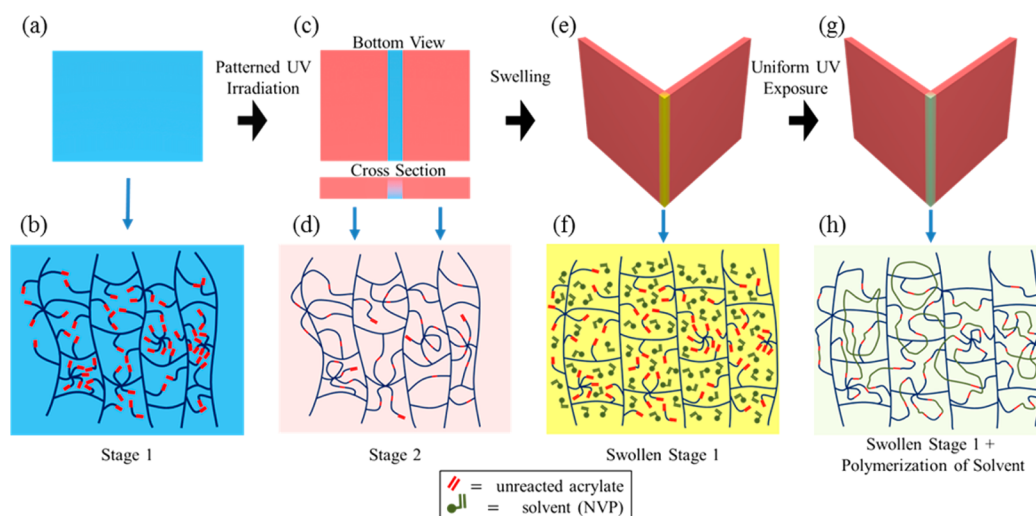 (a)
(c)
(e)
(g)
Bottom View
Patterned UV
Irradiation
Swelling
Uniform UV
Exposure
Cross Section
(b)
(d)
(f)
(h)
Stage 1
Stage 2
Swollen Stage 1
Swollen Stage 1 +
Polymerization of Solvent
= unreacted acrylate
= solvent (NVP)